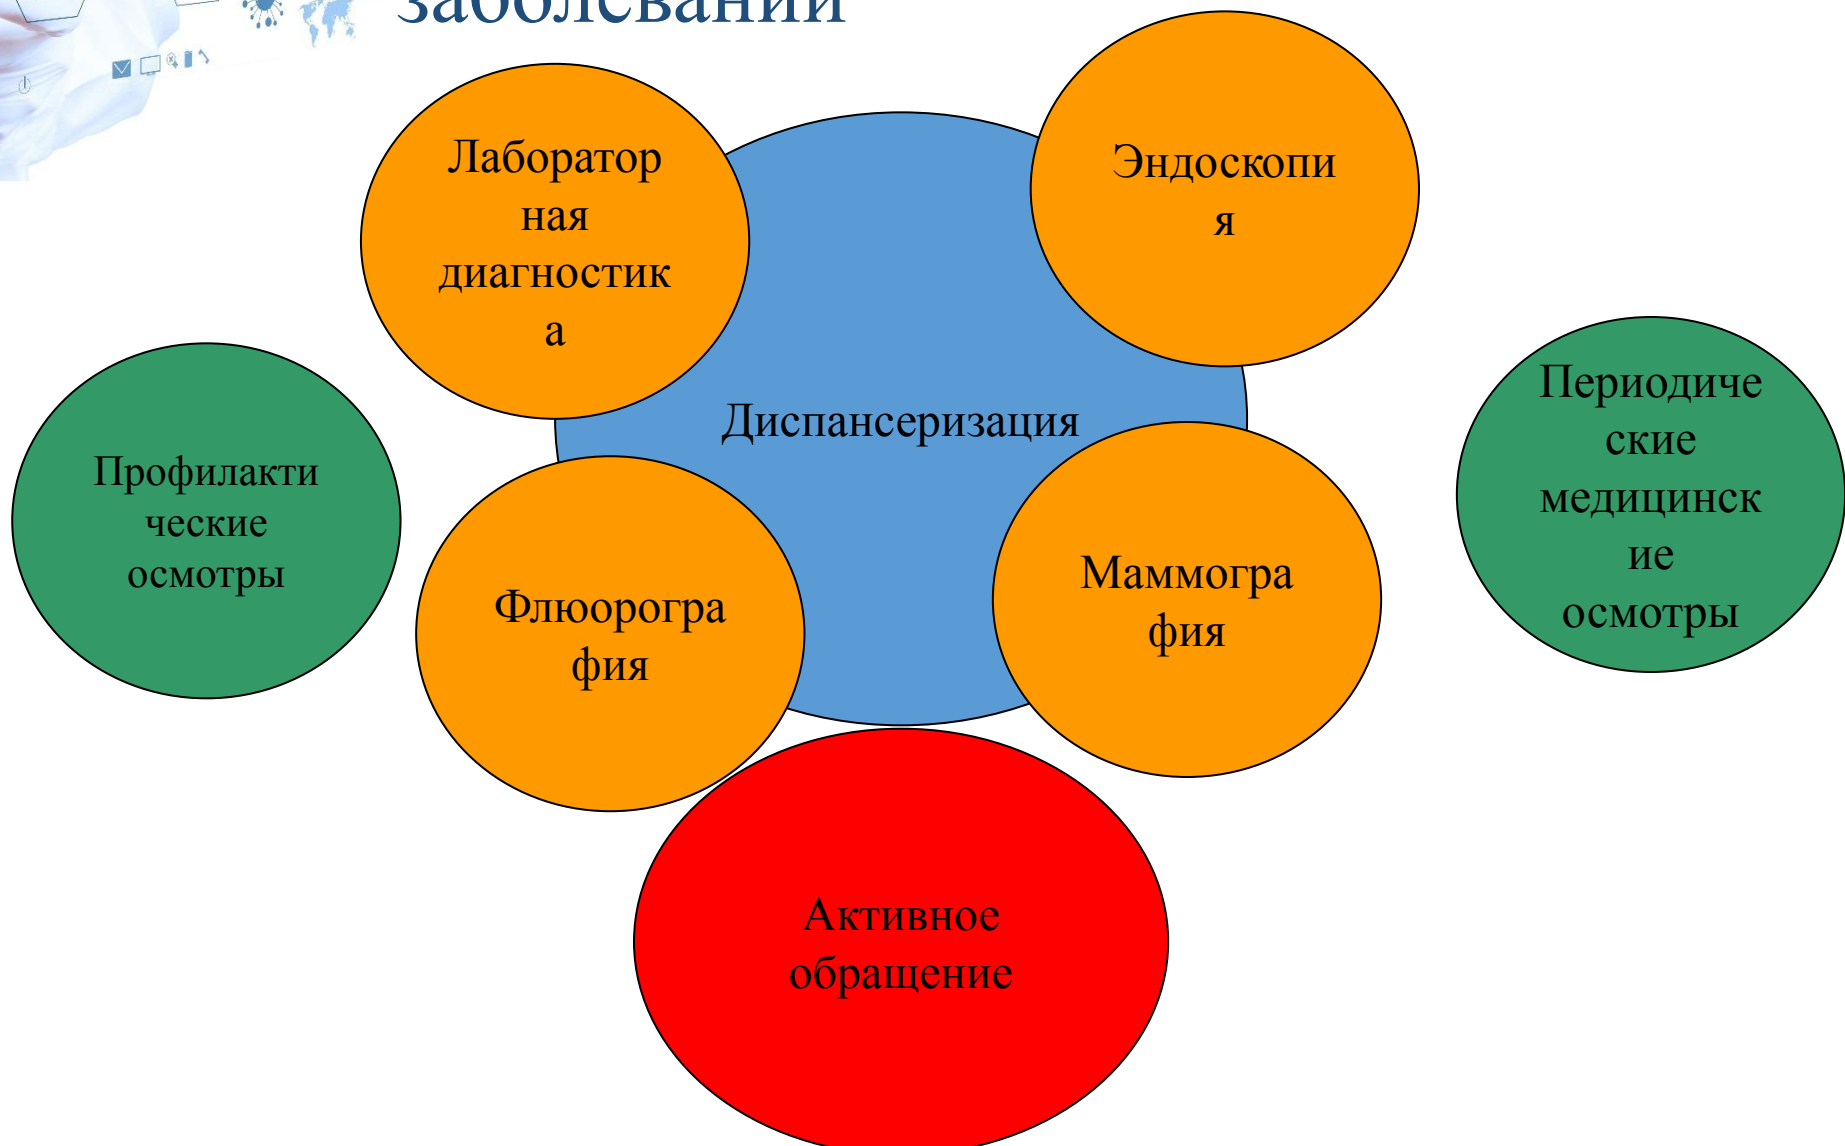 заболеваний
Лаборатор
ная
диагностик
а
Эндоскопи
я
Диспансеризация
Профилакти
ческие
осмотры
Периодиче
ские
медицинск
ие
осмотры
Флюорогра
фия
Маммогра
фия
Активное
обращение